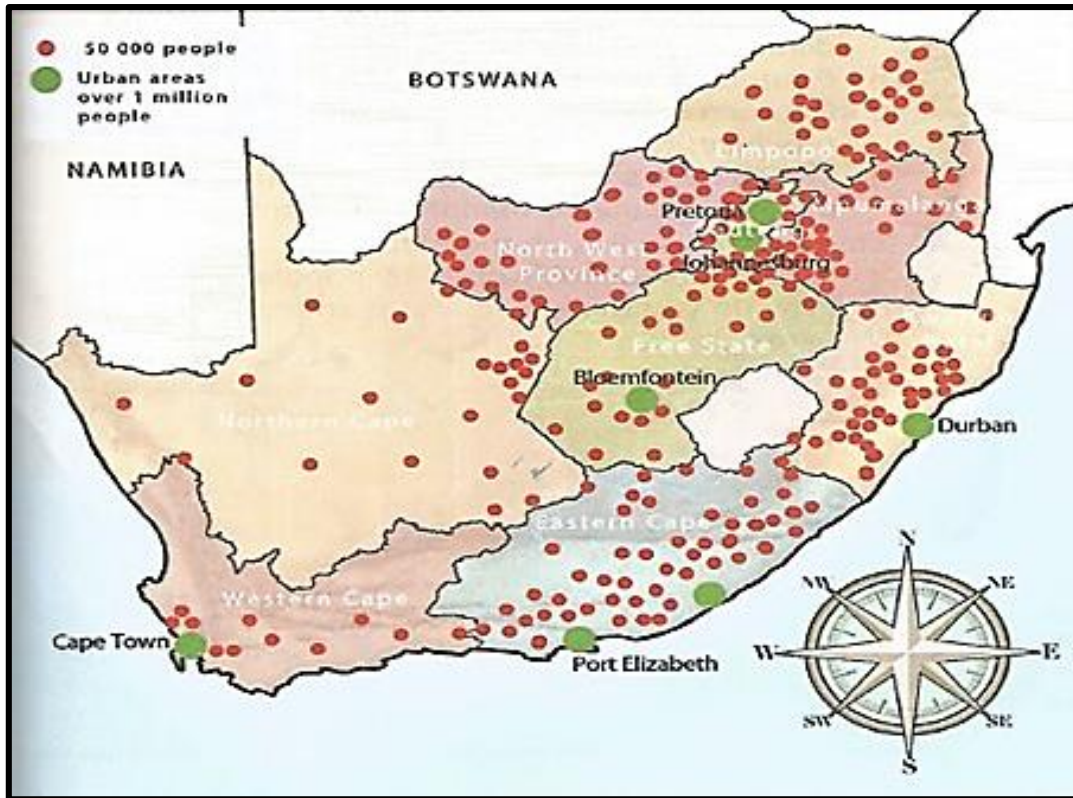 50 000 people
Urban areas
over 1 million
people
BOTSWANA
NAMIBIA
Limpopo
Pretoria
North West
Province
Johannesburg
Free State
Bloemfontein
Northern Cape
Durban
Eastern Cape
Western Cape
Cape Town
Port Elizabeth
N
NE
E
SE
S
SW
W
NW